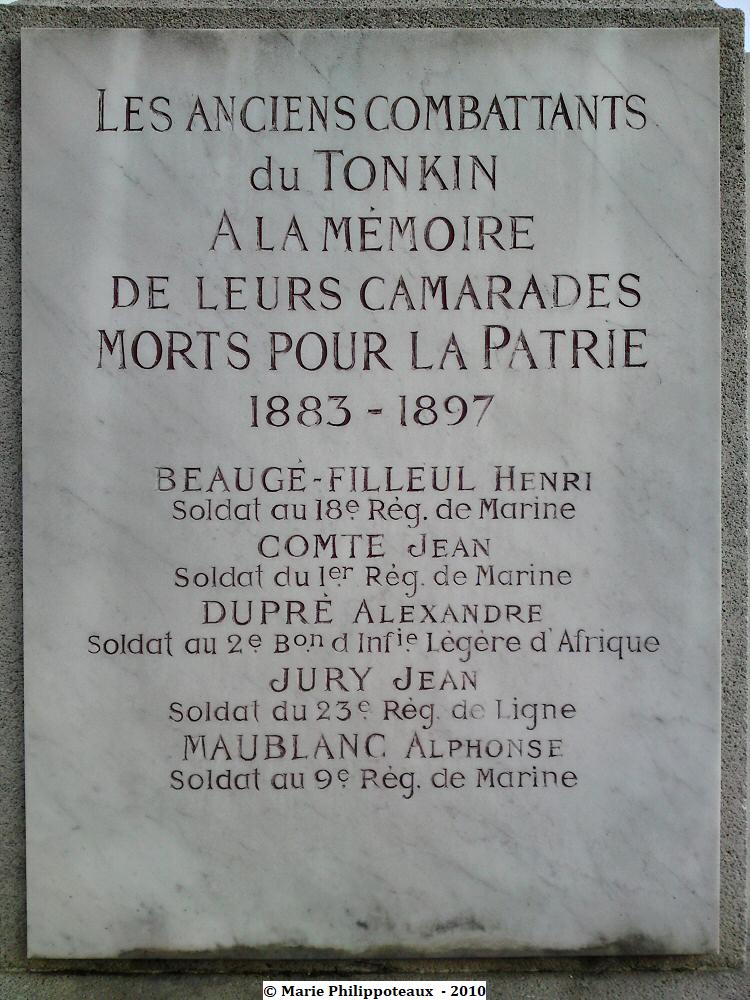 LES ANCIENS COMBATTANTS
du TONKIN
A LA MÉMOIRE
DE LEURS CAMARADES
MORTS POUR LA PATRIE
1883 - 1897
BEAUGÉ-FILLEUL HENRI
Soldat au 18e Rég. de Marine
COMTE JEAN
Soldat du 1er Rég. de Marine
DUPRÉ ALEXANDRE
Soldat au 2e Bon d'Infie Légère d'Afrique
JURY JEAN
Soldat du 23e Rég. de Ligne
MAUBLANC ALPHONSE
Soldat au 9e Rég. de Marine
© Marie Philippoteaux - 2010